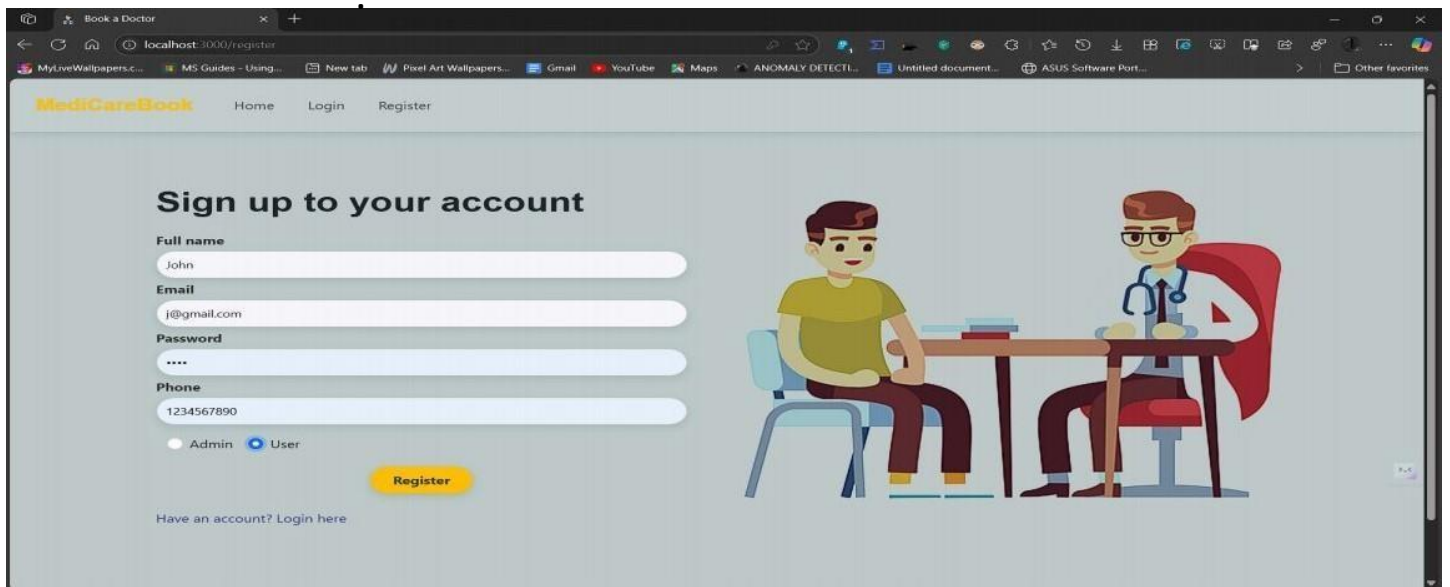 Book a Doctor
localhost:3000/register
MyLiveWallpapers.c... MS Guides - Using... New tab Pixel Art Wallpapers... Gmail YouTube Maps ANOMALY DETECTI... Untitled document... ASUS Software Port... Other favorites
MediCareBook Home Login Register
Sign up to your account
Full name
John
Email
j@gmail.com
Password
••••
Phone
1234567890
Admin User
Register
Have an account? Login here